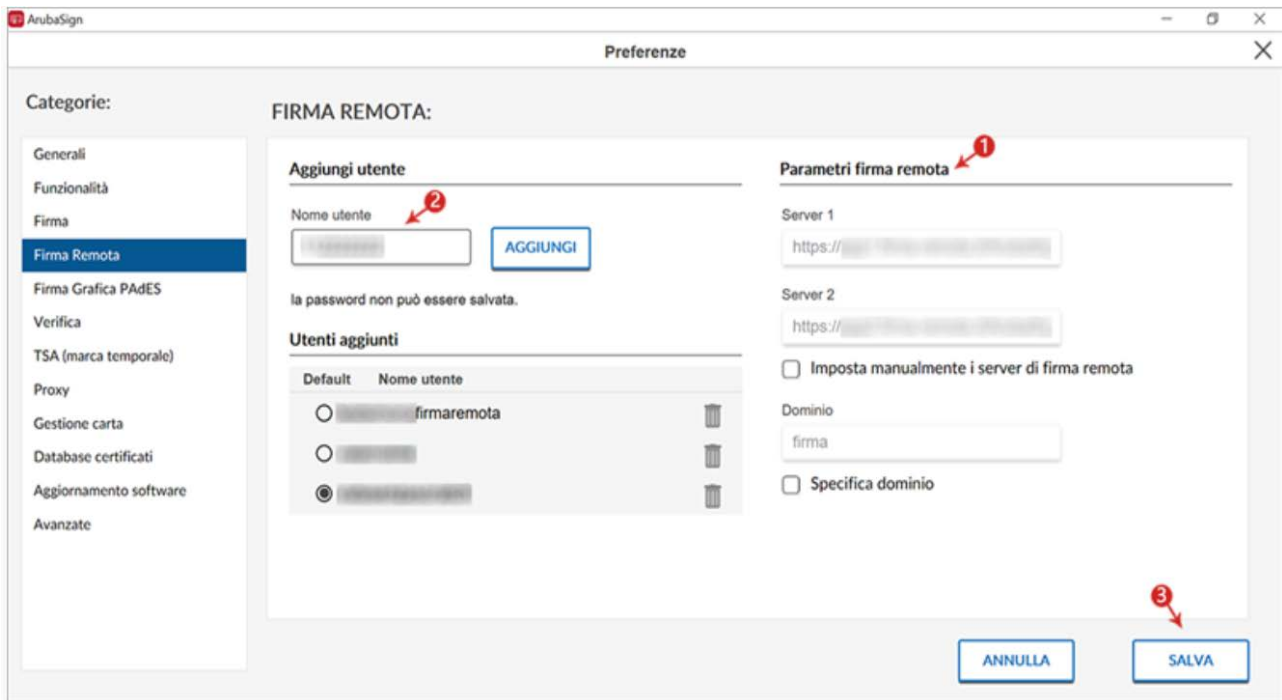 ArubaSign
Preferenze
Categorie:
Generali
Funzionalità
Firma
Firma Remota
Firma Grafica PAdES
Verifica
TSA (marca temporale)
Proxy
Gestione carta
Database certificati
Aggiornamento software
Avanzate
FIRMA REMOTA:
Aggiungi utente
2
Nome utente
AGGIUNGI
la password non può essere salvata.
Utenti aggiunti
Default Nome utente
firmaremota
1
Parametri firma remota
Server 1
https://
Server 2
https://
Imposta manualmente i server di firma remota
Dominio
firma
Specifica dominio
3
ANNULLA SALVA